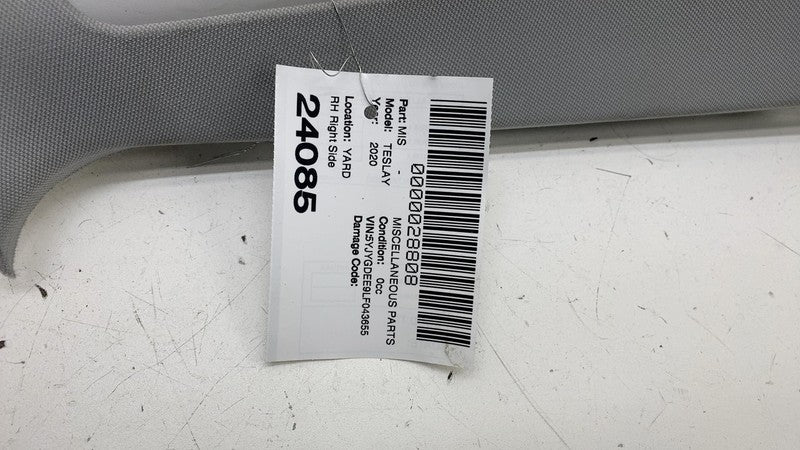 0000028808
Part: MIS - MISCELLANEOUS PARTS
Model: TESLAY Condition: 0cc
Year: 2020 VIN:5YJYGDEE9LF043655
Damage Code:
Location: YARD
RH Right Side
24085